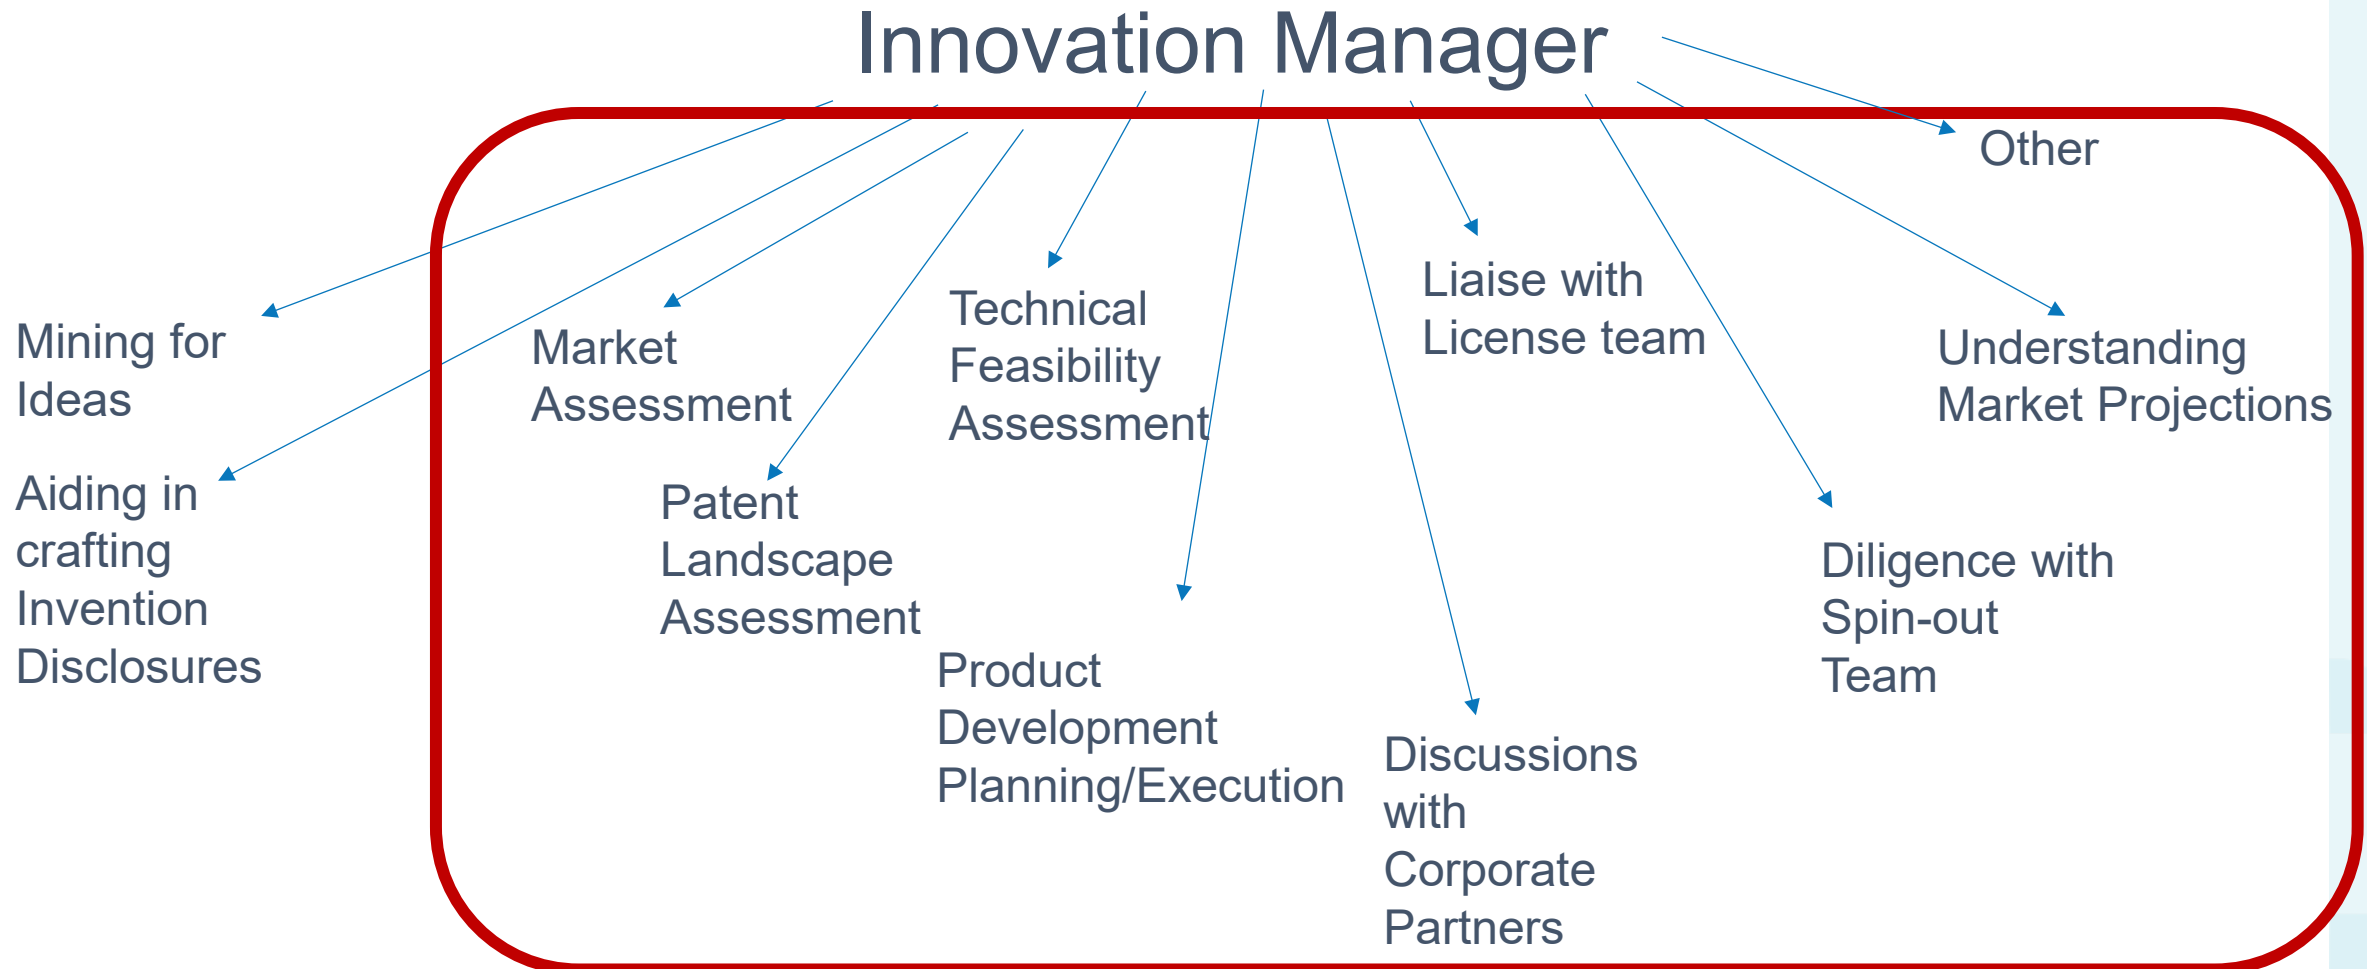 Innovation Manager
Other
Mining for
Ideas
Aiding in
crafting
Invention
Disclosures
Market
Assessment
Patent
Landscape
Assessment
Technical
Feasibility
Assessment
Product
Development
Planning/Execution
Discussions
with
Corporate
Partners
Liaise with
License team
Diligence with
Spin-out
Team
Understanding
Market Projections